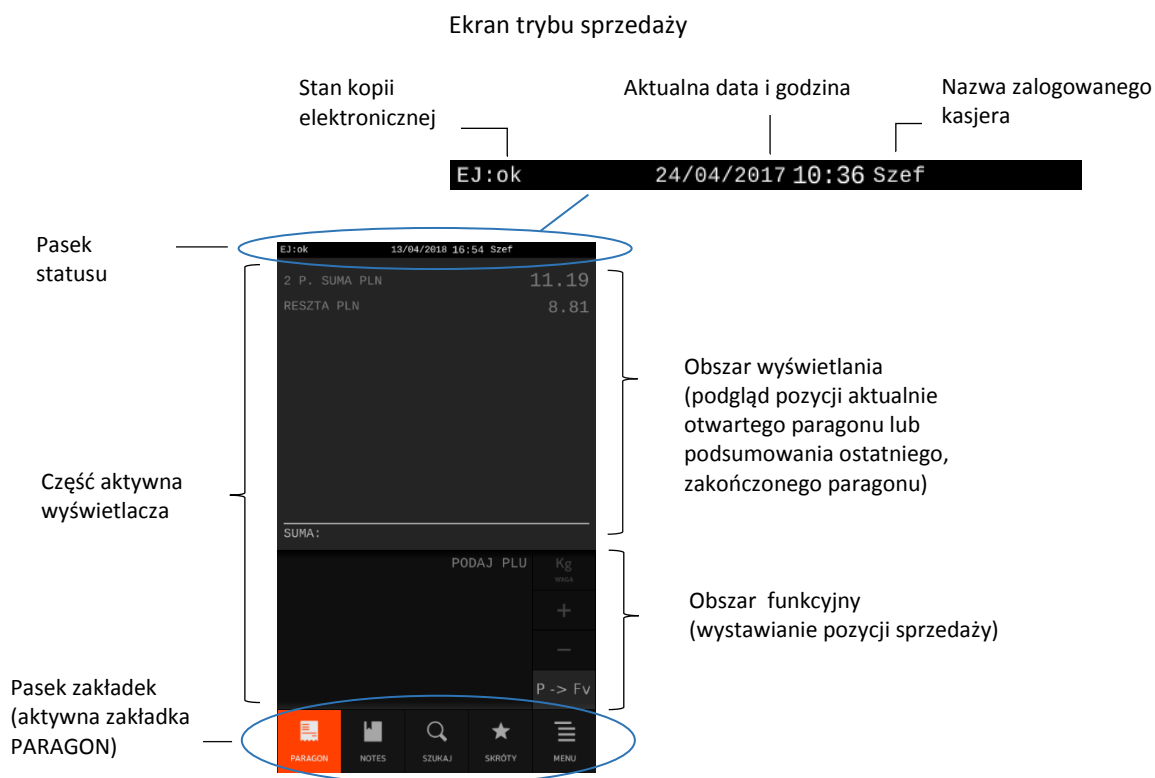 Ekran trybu sprzedaży
Stan kopii
elektronicznej
Aktualna data i godzina
Nazwa zalogowanego
kasjera
EJ:ok 24/04/2017 10:36 Szef
Pasek
statusu
EJ:ok 13/04/2018 16:54 Szef
2 P. SUMA PLN 11.19
RESZTA PLN 8.81
Obszar wyświetlania
(podgląd pozycji aktualnie
otwartego paragonu lub
podsumowania ostatniego,
zakończonego paragonu)
Część aktywna
wyświetlacza
SUMA:
PODAJ PLU
Kg
WAGA
+
−
P -> Fv
Obszar funkcyjny
(wystawianie pozycji sprzedaży)
Pasek zakładek
(aktywna zakładka
PARAGON)
PARAGON NOTES SZUKAJ SKRÓTY MENU